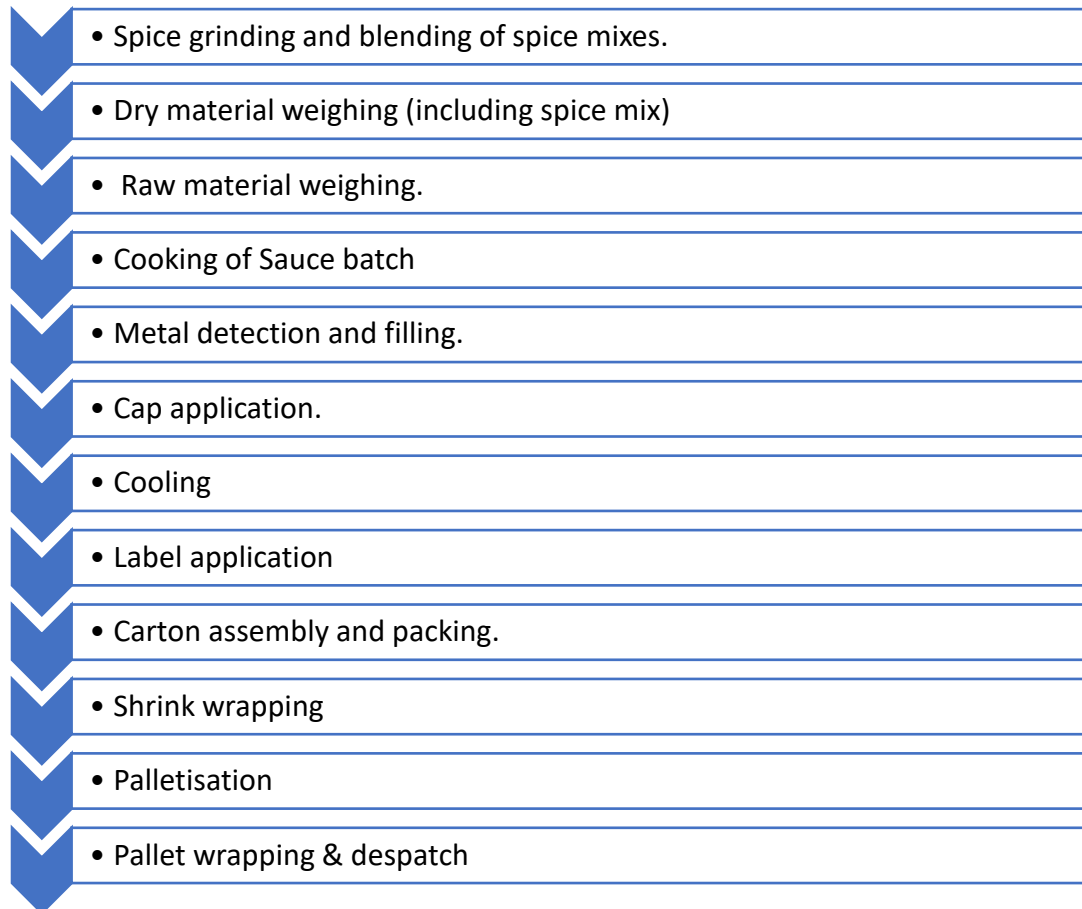 • Spice grinding and blending of spice mixes.
• Dry material weighing (including spice mix)
• Raw material weighing.
• Cooking of Sauce batch
• Metal detection and filling.
• Cap application.
• Cooling
• Label application
• Carton assembly and packing.
• Shrink wrapping
• Palletisation
• Pallet wrapping & despatch